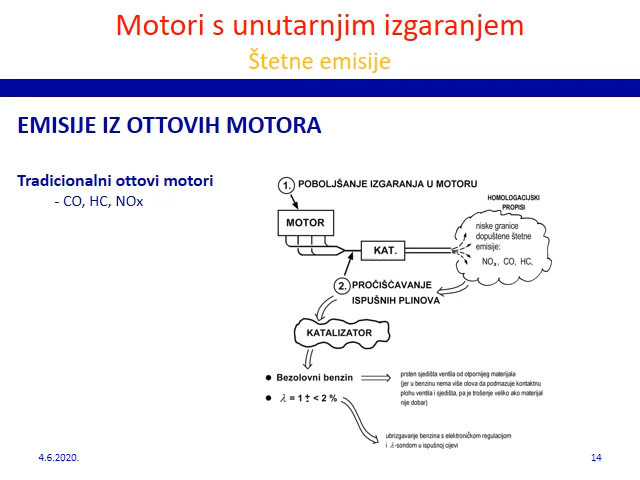 Motori s unutarnjim izgaranjem
Štetne emisije
EMISIJE IZ OTTOVIH MOTORA
Tradicionalni ottovi motori
- CO, HC, NOx
1. POBOLJŠANJE IZGARANJA U MOTORU
HOMOLOGACIJSKI
PROPISI
MOTOR
KAT.
niske granice
dopuštene štetne
emisije:
NOx, CO, HC,
2. PROČIŠĆAVANJE
ISPUŠNIH PLINOVA
KATALIZATOR
● Bezolovni benzin
prsten sjedišta ventila od otpornijeg materijala
(jer u benzinu nema više olova da podmazuje kontaktnu
plohu ventila i sjedišta, pa je trošenje veliko ako materijal
nije dobar)
● λ = 1 ± < 2 %
ubrizgavanje benzina s elektroničkom regulacijom
i λ-sondom u ispušnoj cijevi
4.6.2020.
14